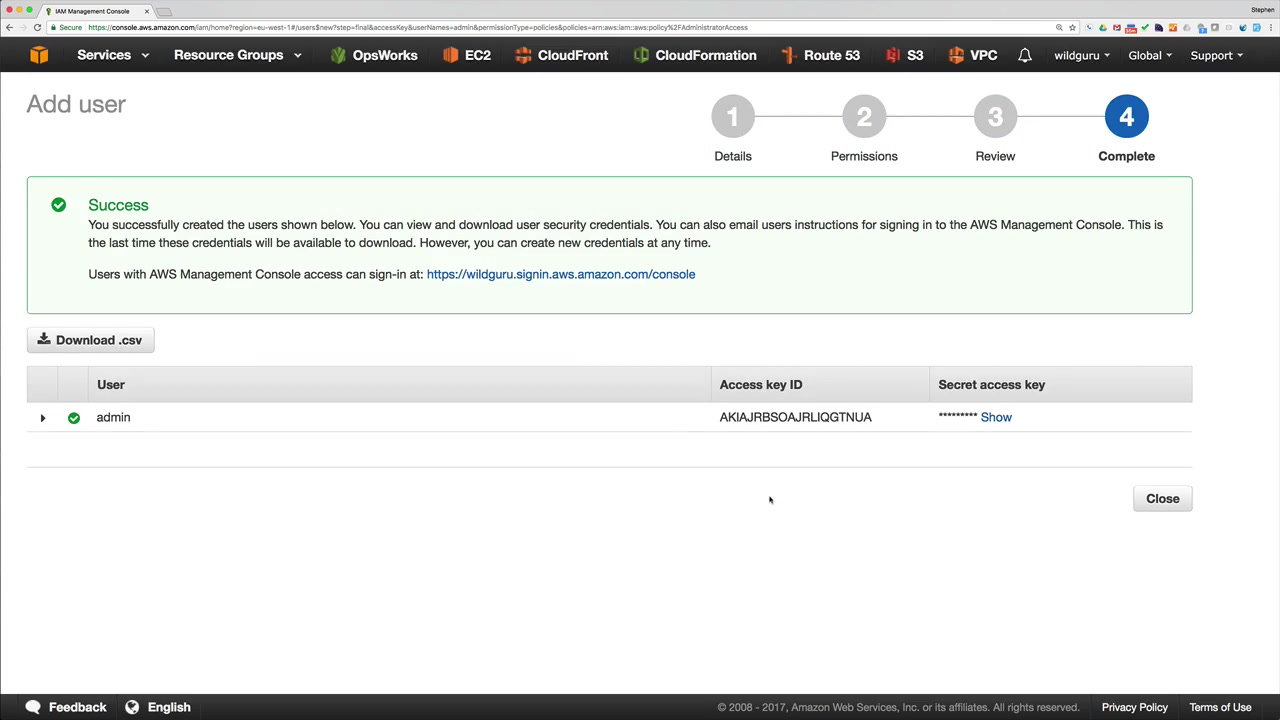 IAM Management Console
Stephen
Secure https://console.aws.amazon.com/iam/home?region=eu-west-1#/users$new?step=final&accessKey&userNames=admin&permissionType=policies&policies=arn:aws:iam::aws:policy%2FAdministratorAccess
Services Resource Groups OpsWorks EC2 CloudFront CloudFormation Route 53 S3 VPC wildguru Global Support
Add user
1 2 3 4
Details Permissions Review Complete
Success
You successfully created the users shown below. You can view and download user security credentials. You can also email users instructions for signing in to the AWS Management Console. This is
the last time these credentials will be available to download. However, you can create new credentials at any time.
Users with AWS Management Console access can sign-in at: https://wildguru.signin.aws.amazon.com/console
Download .csv
User Access key ID Secret access key
admin AKIAJRBSOAJRLIQGTNUA ********* Show
Close
Feedback English © 2008 - 2017, Amazon Web Services, Inc. or its affiliates. All rights reserved. Privacy Policy Terms of Use